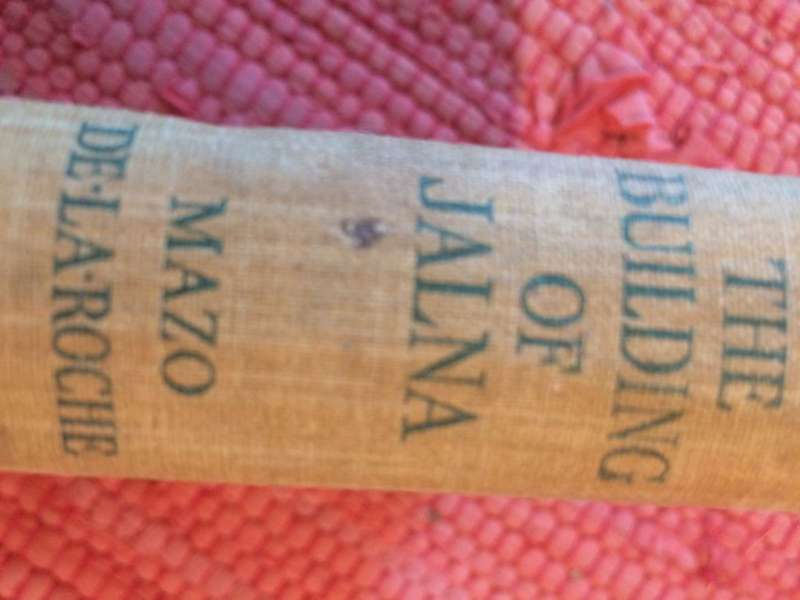 THE
BUILDING
OF
JALNA
MAZO
DE·LA·ROCHE